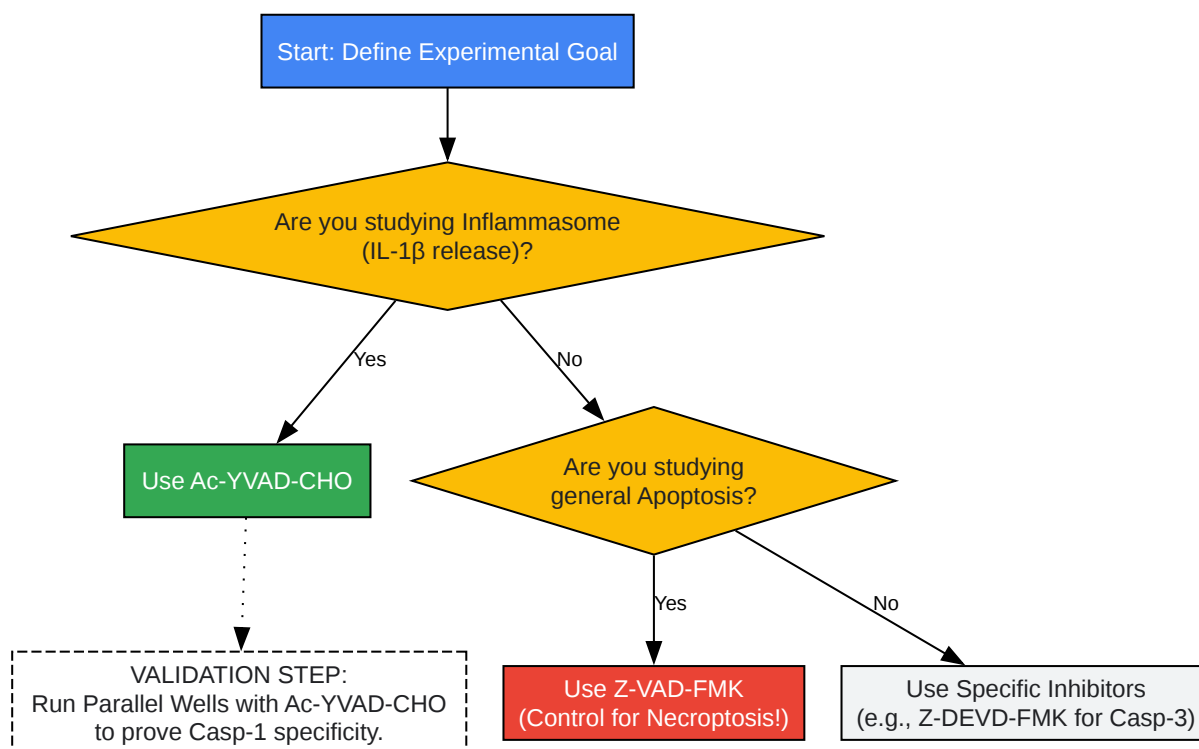 Start: Define Experimental Goal
Are you studying Inflammasome
(IL-1β release)?
Yes
No
Use Ac-YVAD-CHO
Are you studying
general Apoptosis?
Yes
No
VALIDATION STEP:
Run Parallel Wells with Ac-YVAD-CHO
to prove Casp-1 specificity.
Use Z-VAD-FMK
(Control for Necroptosis!)
Use Specific Inhibitors
(e.g., Z-DEVD-FMK for Casp-3)